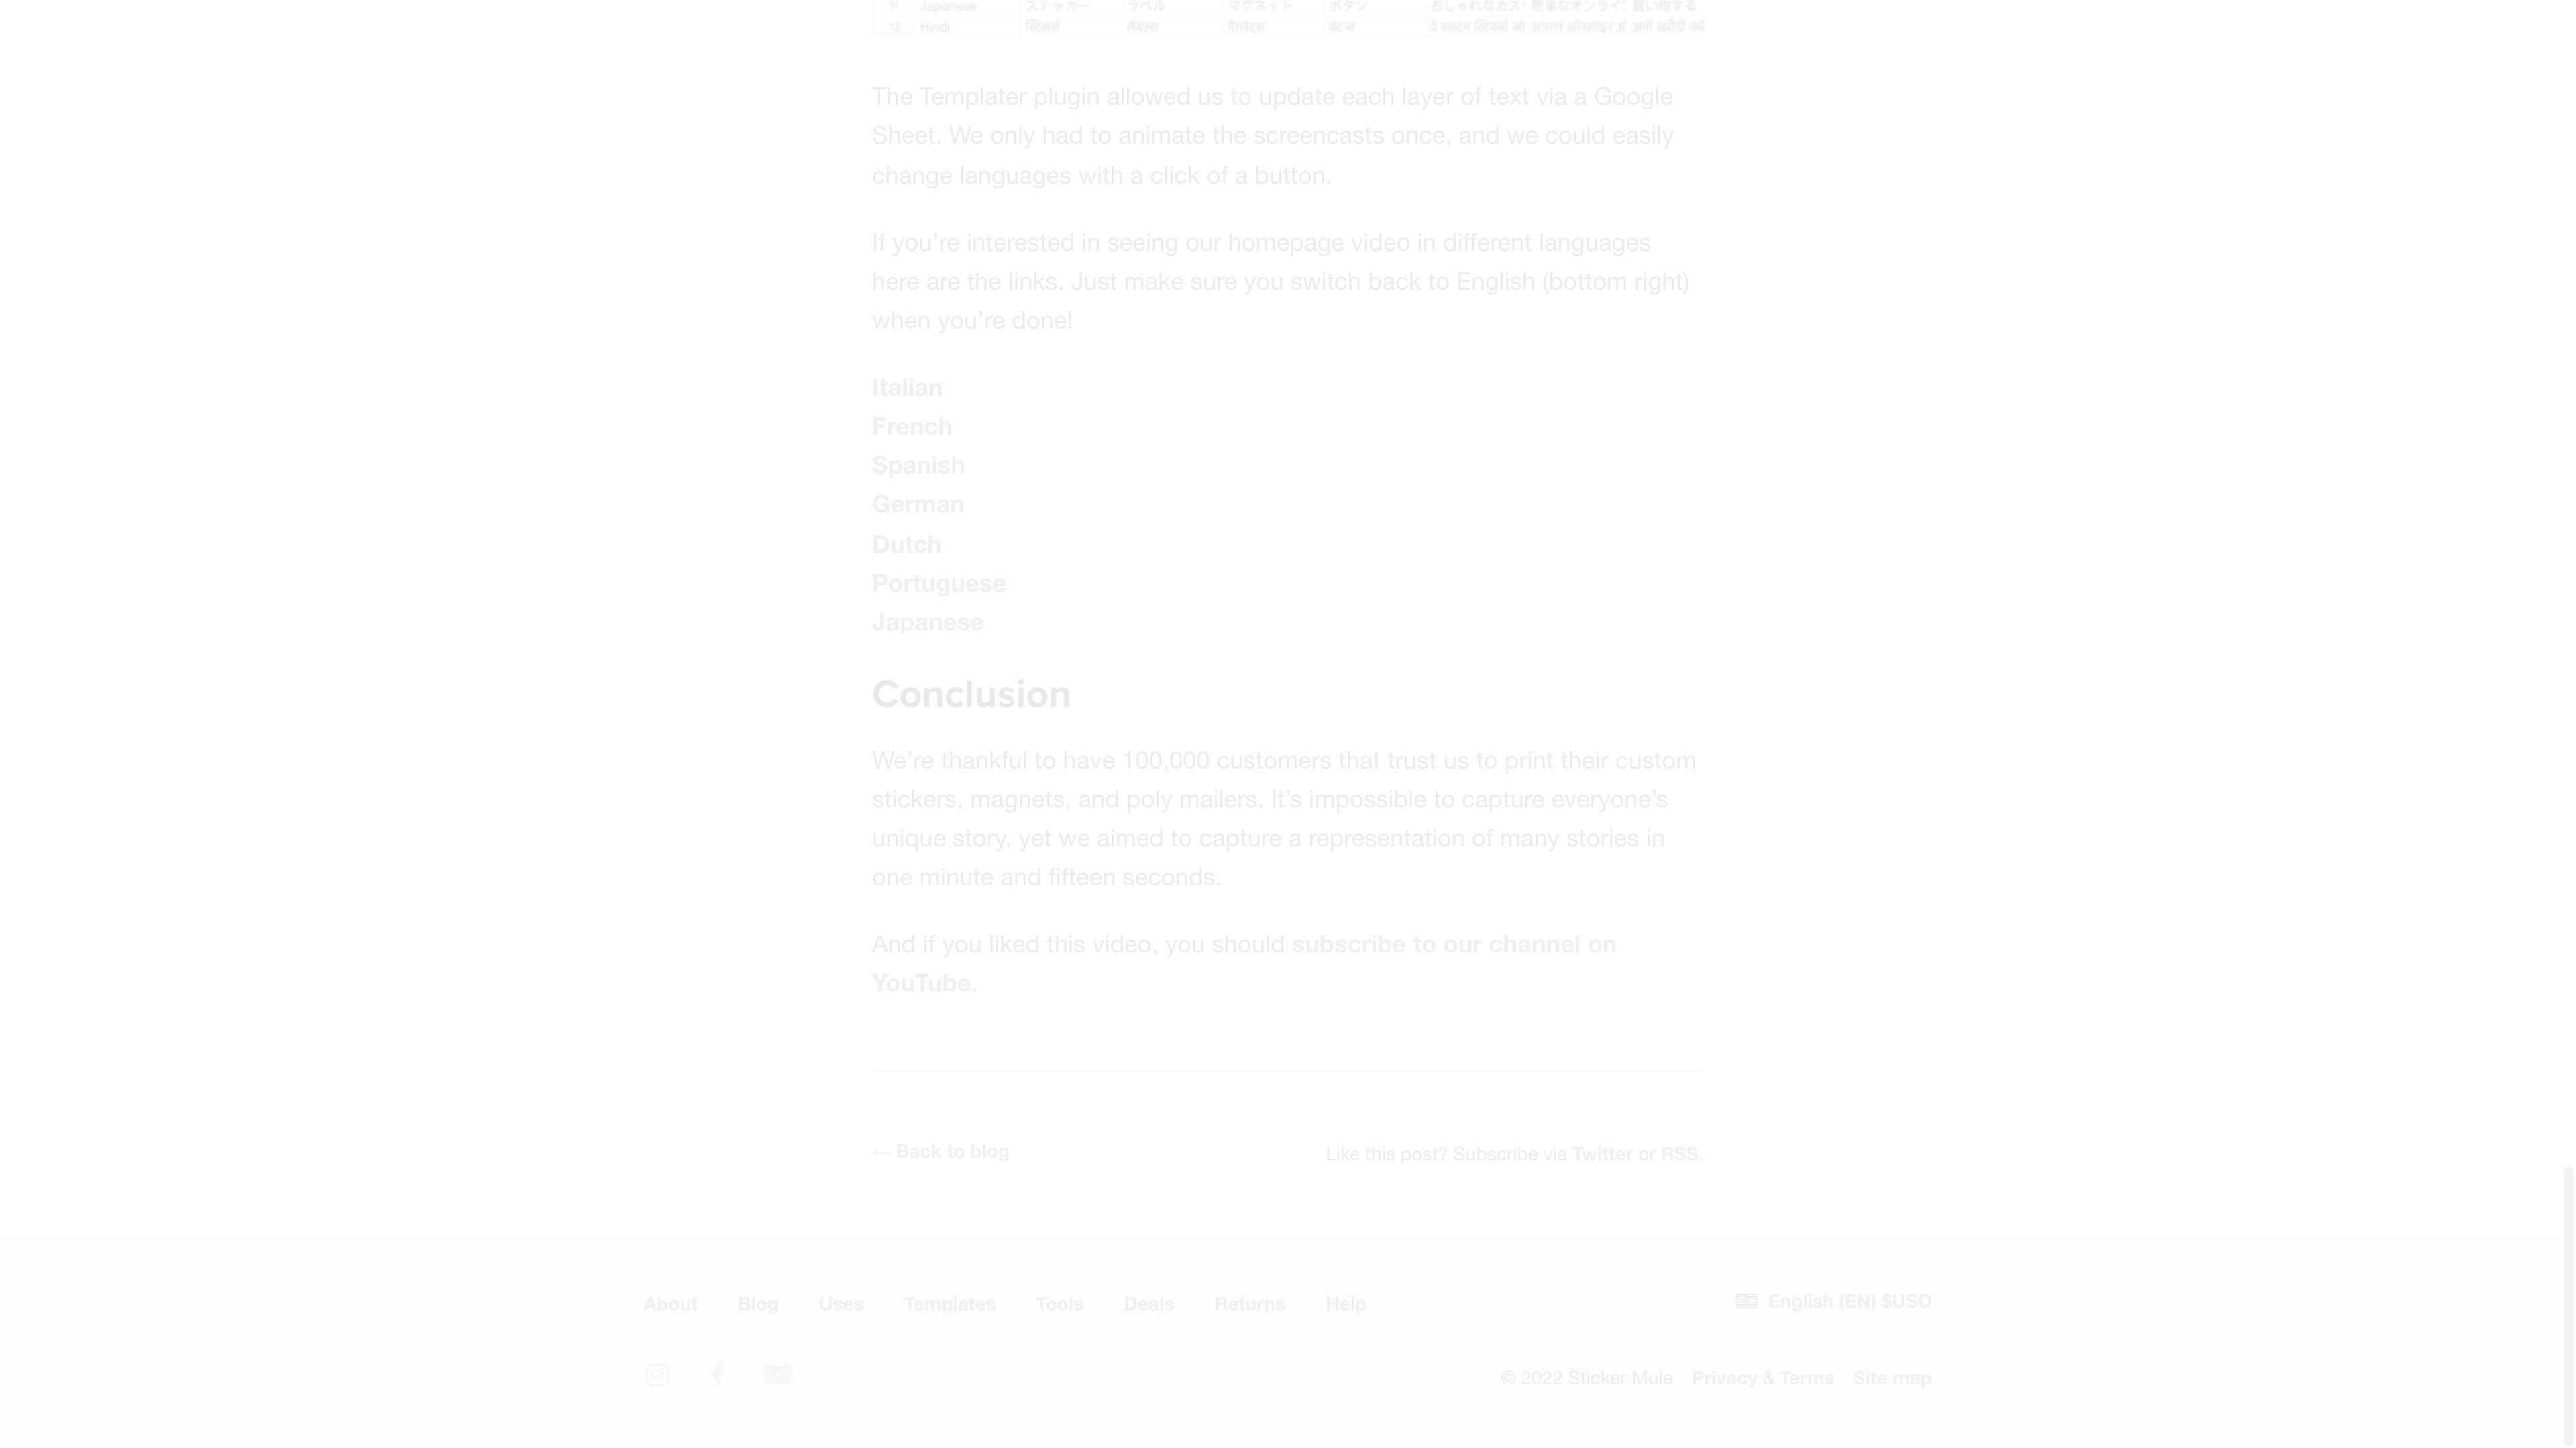 11 Japanese ステッカー ラベル マグネット ボタン おしゃれなカス 簡単なオンライ 買い物する
12 Hindi स्टिकर्स लेबल्स मैगनेट्स बटन्स ये कस्टम स्टिकर्स जो आसान ऑनलाइन अभी खरीदी करें
The Templater plugin allowed us to update each layer of text via a Google
Sheet. We only had to animate the screencasts once, and we could easily
change languages with a click of a button.
If you’re interested in seeing our homepage video in different languages
here are the links. Just make sure you switch back to English (bottom right)
when you’re done!
Italian
French
Spanish
German
Dutch
Portuguese
Japanese
Conclusion
We’re thankful to have 100,000 customers that trust us to print their custom
stickers, magnets, and poly mailers. It’s impossible to capture everyone’s
unique story, yet we aimed to capture a representation of many stories in
one minute and fifteen seconds.
And if you liked this video, you should subscribe to our channel on
YouTube.
← Back to blog Like this post? Subscribe via Twitter or RSS.
About Blog Uses Templates Tools Deals Returns Help English (EN) $USD
© 2022 Sticker Mule Privacy & Terms Site map